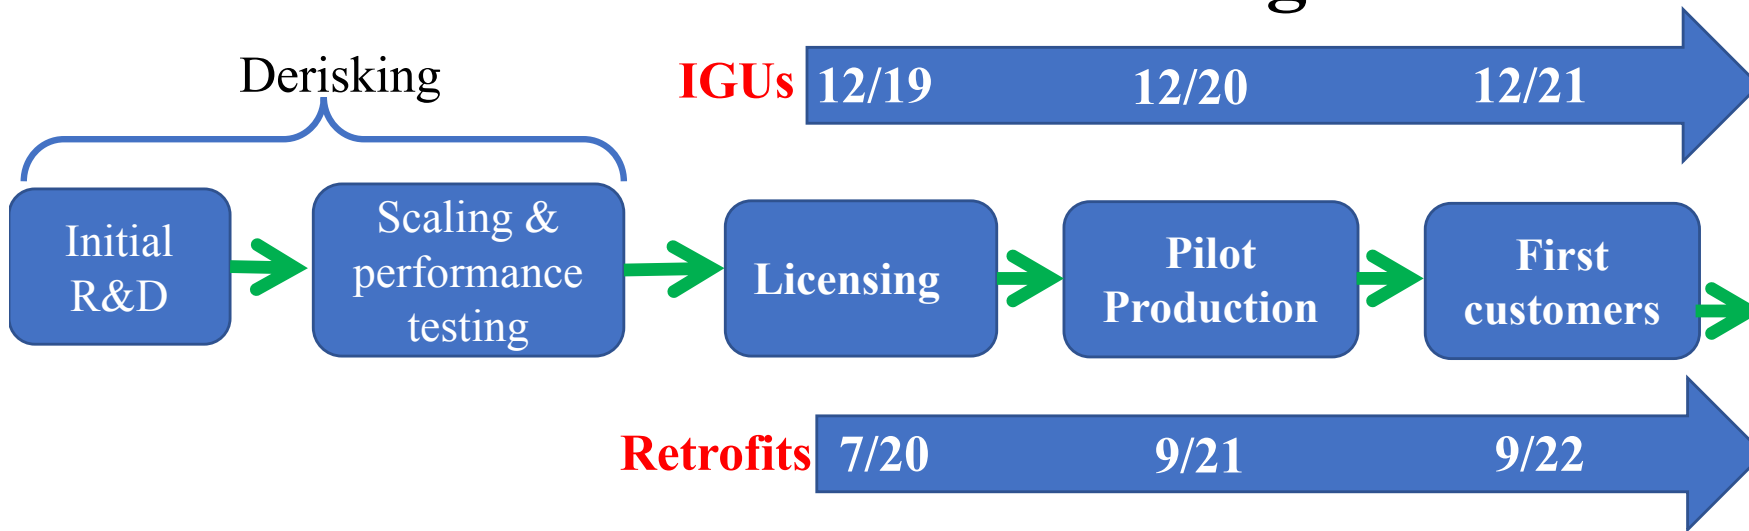 Derisking
IGUs 12/19 12/20 12/21
Initial
R&D
Scaling &
performance
testing
Licensing
Pilot
Production
First
customers
Retrofits 7/20 9/21 9/22